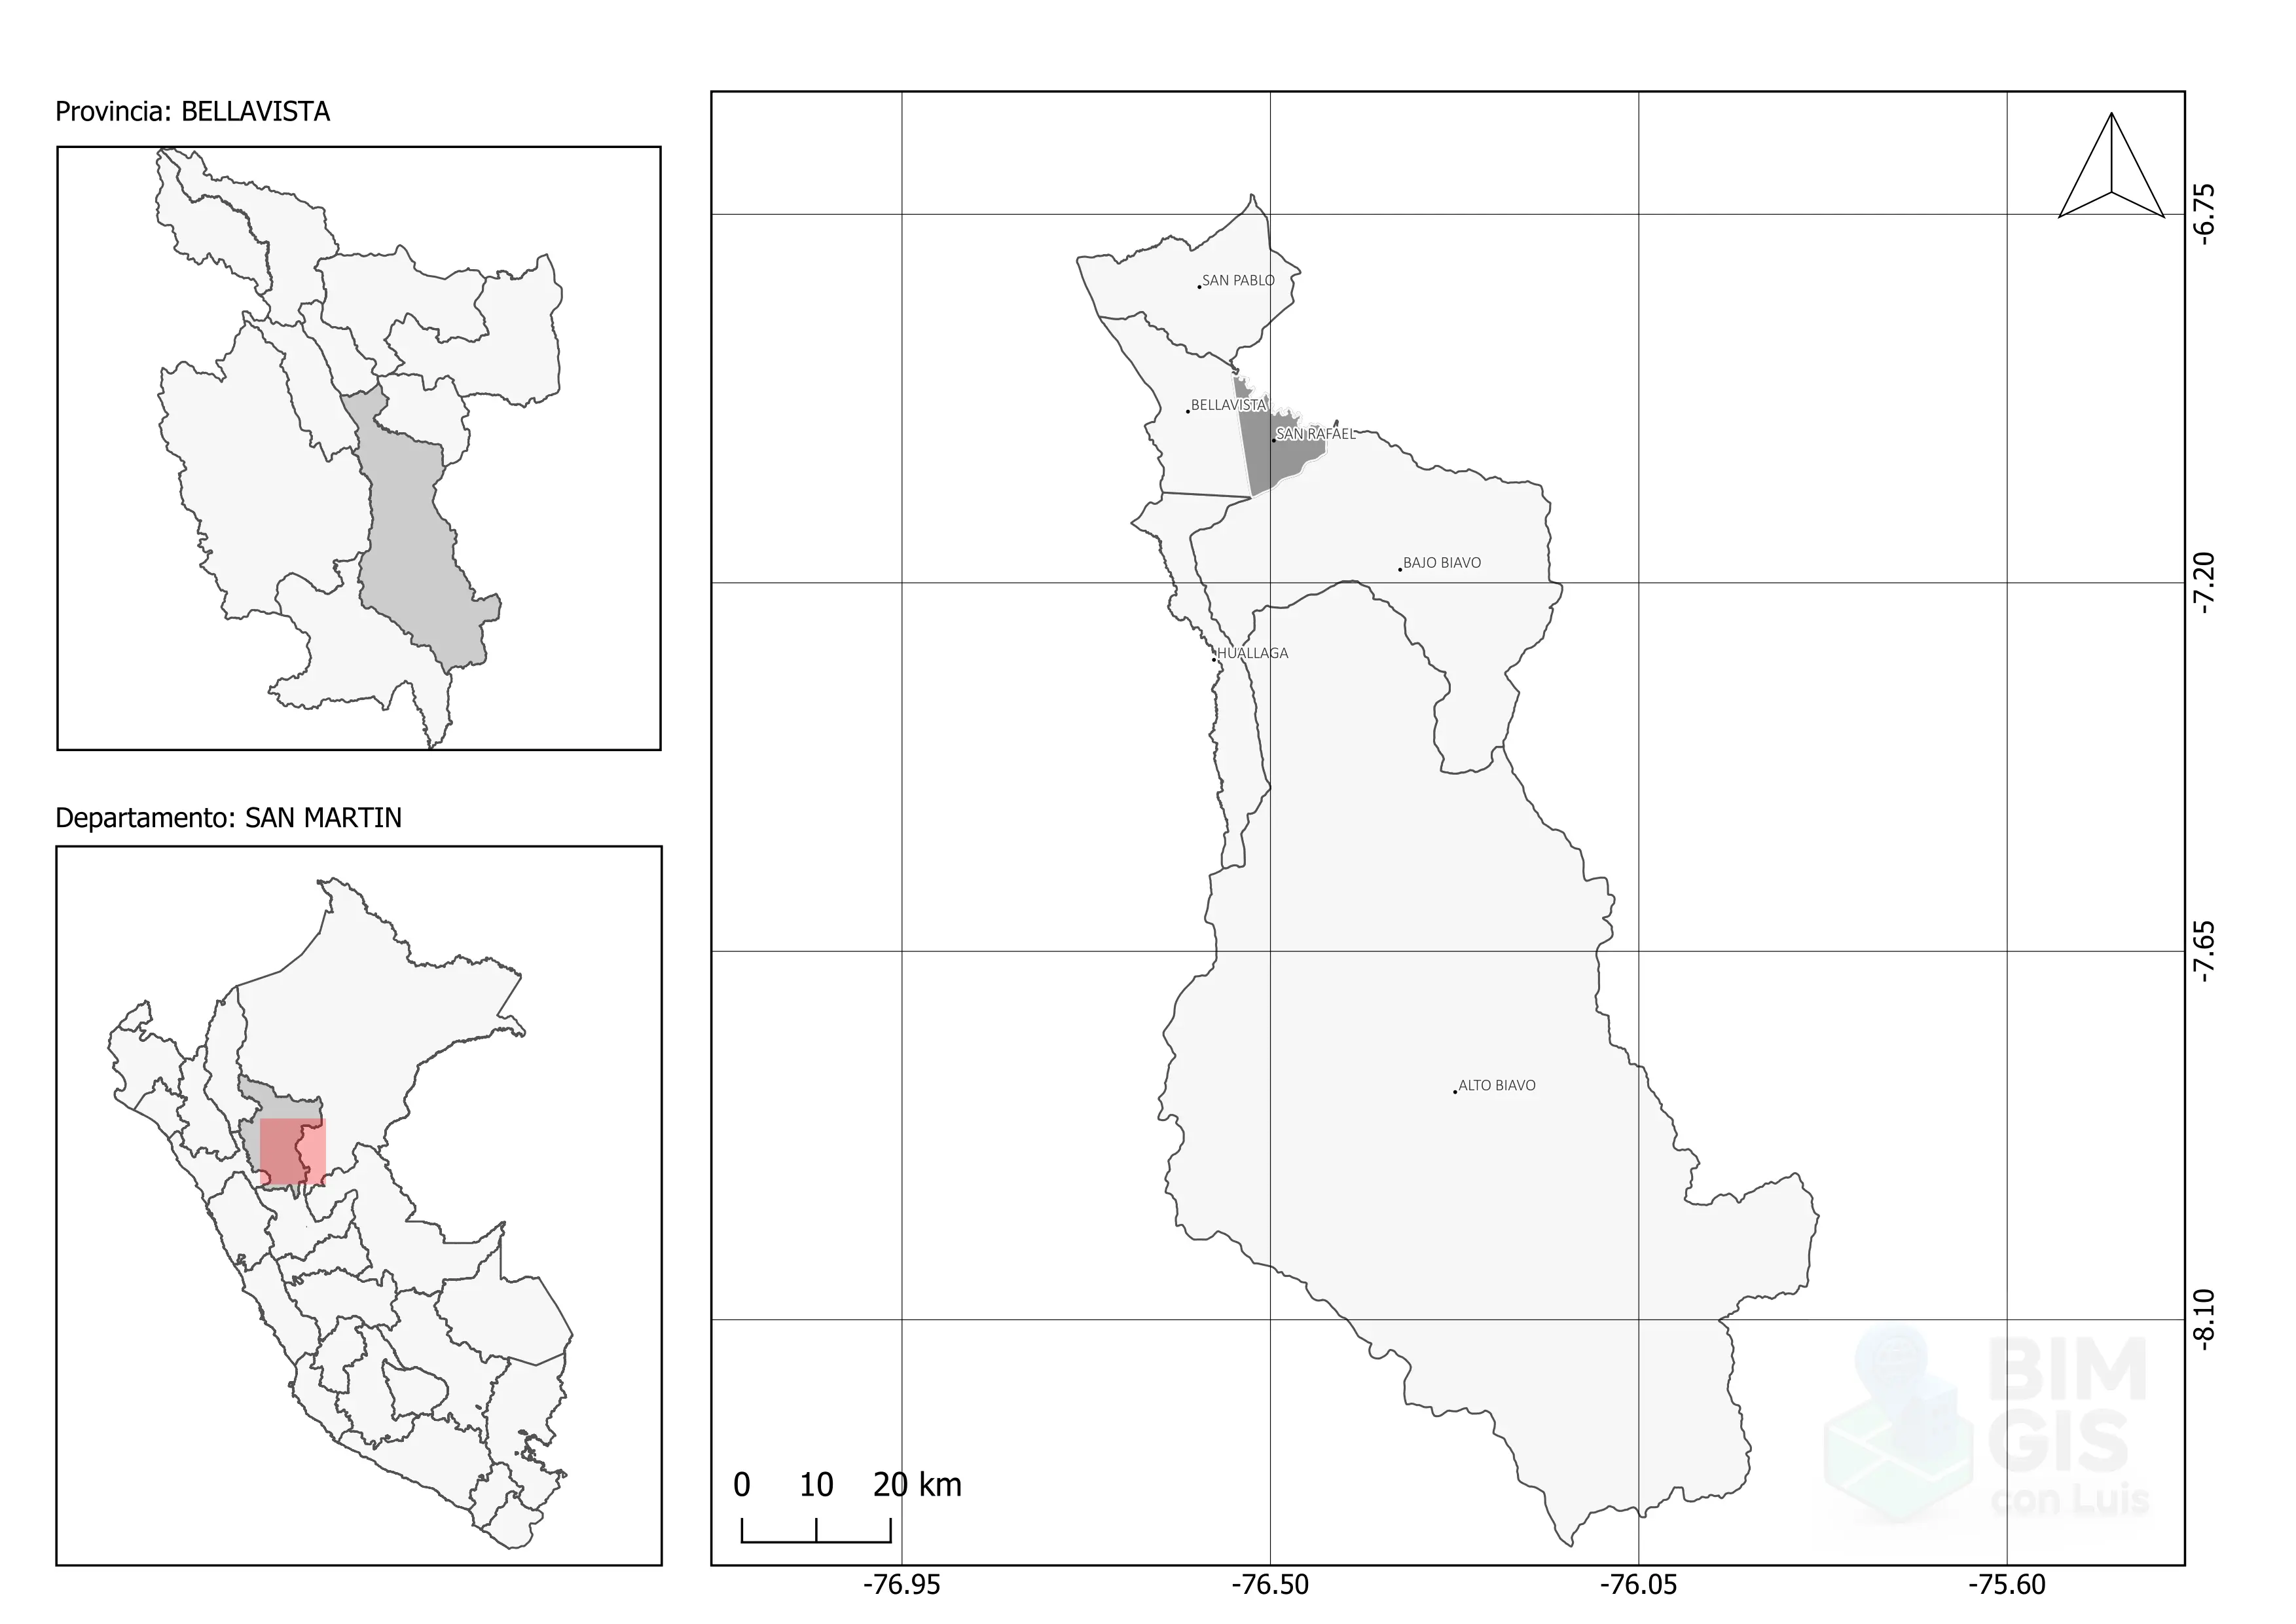 Provincia: BELLAVISTA
Departamento: SAN MARTIN
SAN PABLO
BELLAVISTA
SAN RAFAEL
BAJO BIAVO
HUALLAGA
ALTO BIAVO
-6.75
-7.20
-7.65
-8.10
0 10 20 km
-76.95 -76.50 -76.05 -75.60
BIM
GIS
con Luis